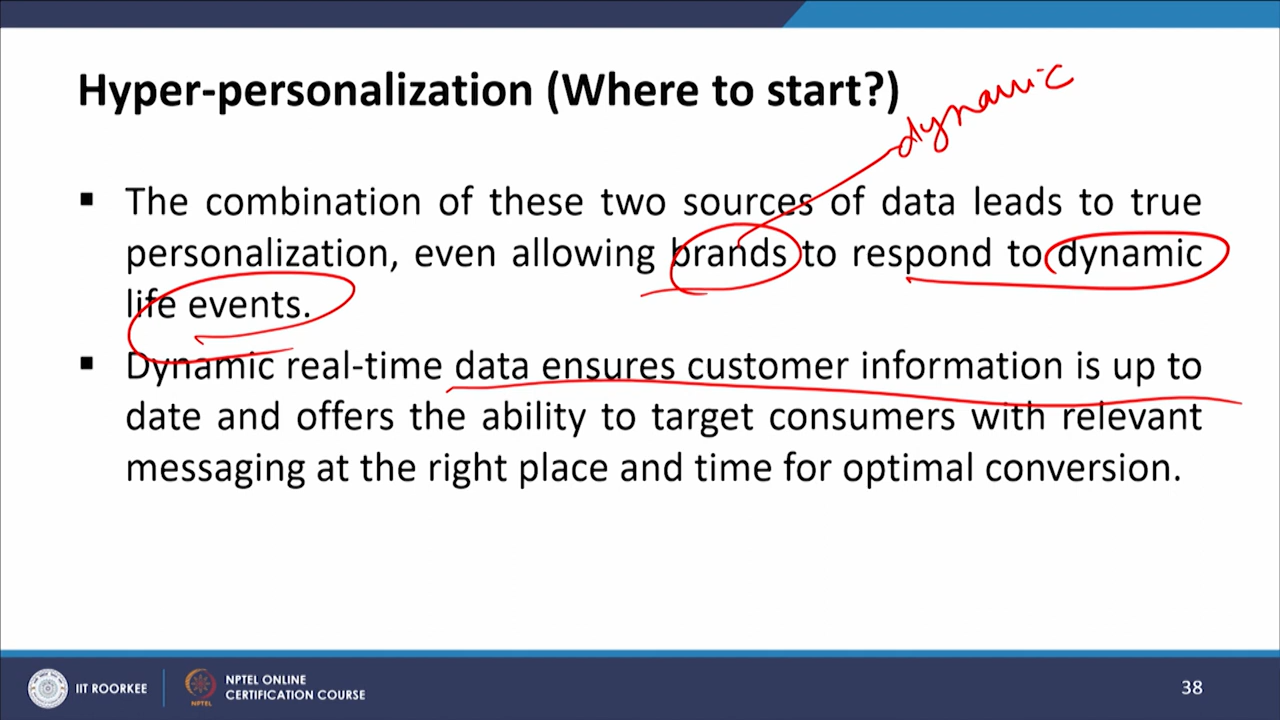 Hyper-personalization (Where to start?)
dynamic
▪ The combination of these two sources of data leads to true
personalization, even allowing brands to respond to dynamic
life events.
▪ Dynamic real-time data ensures customer information is up to
date and offers the ability to target consumers with relevant
messaging at the right place and time for optimal conversion.
IIT ROORKEE
NPTEL
NPTEL ONLINE
CERTIFICATION COURSE
38